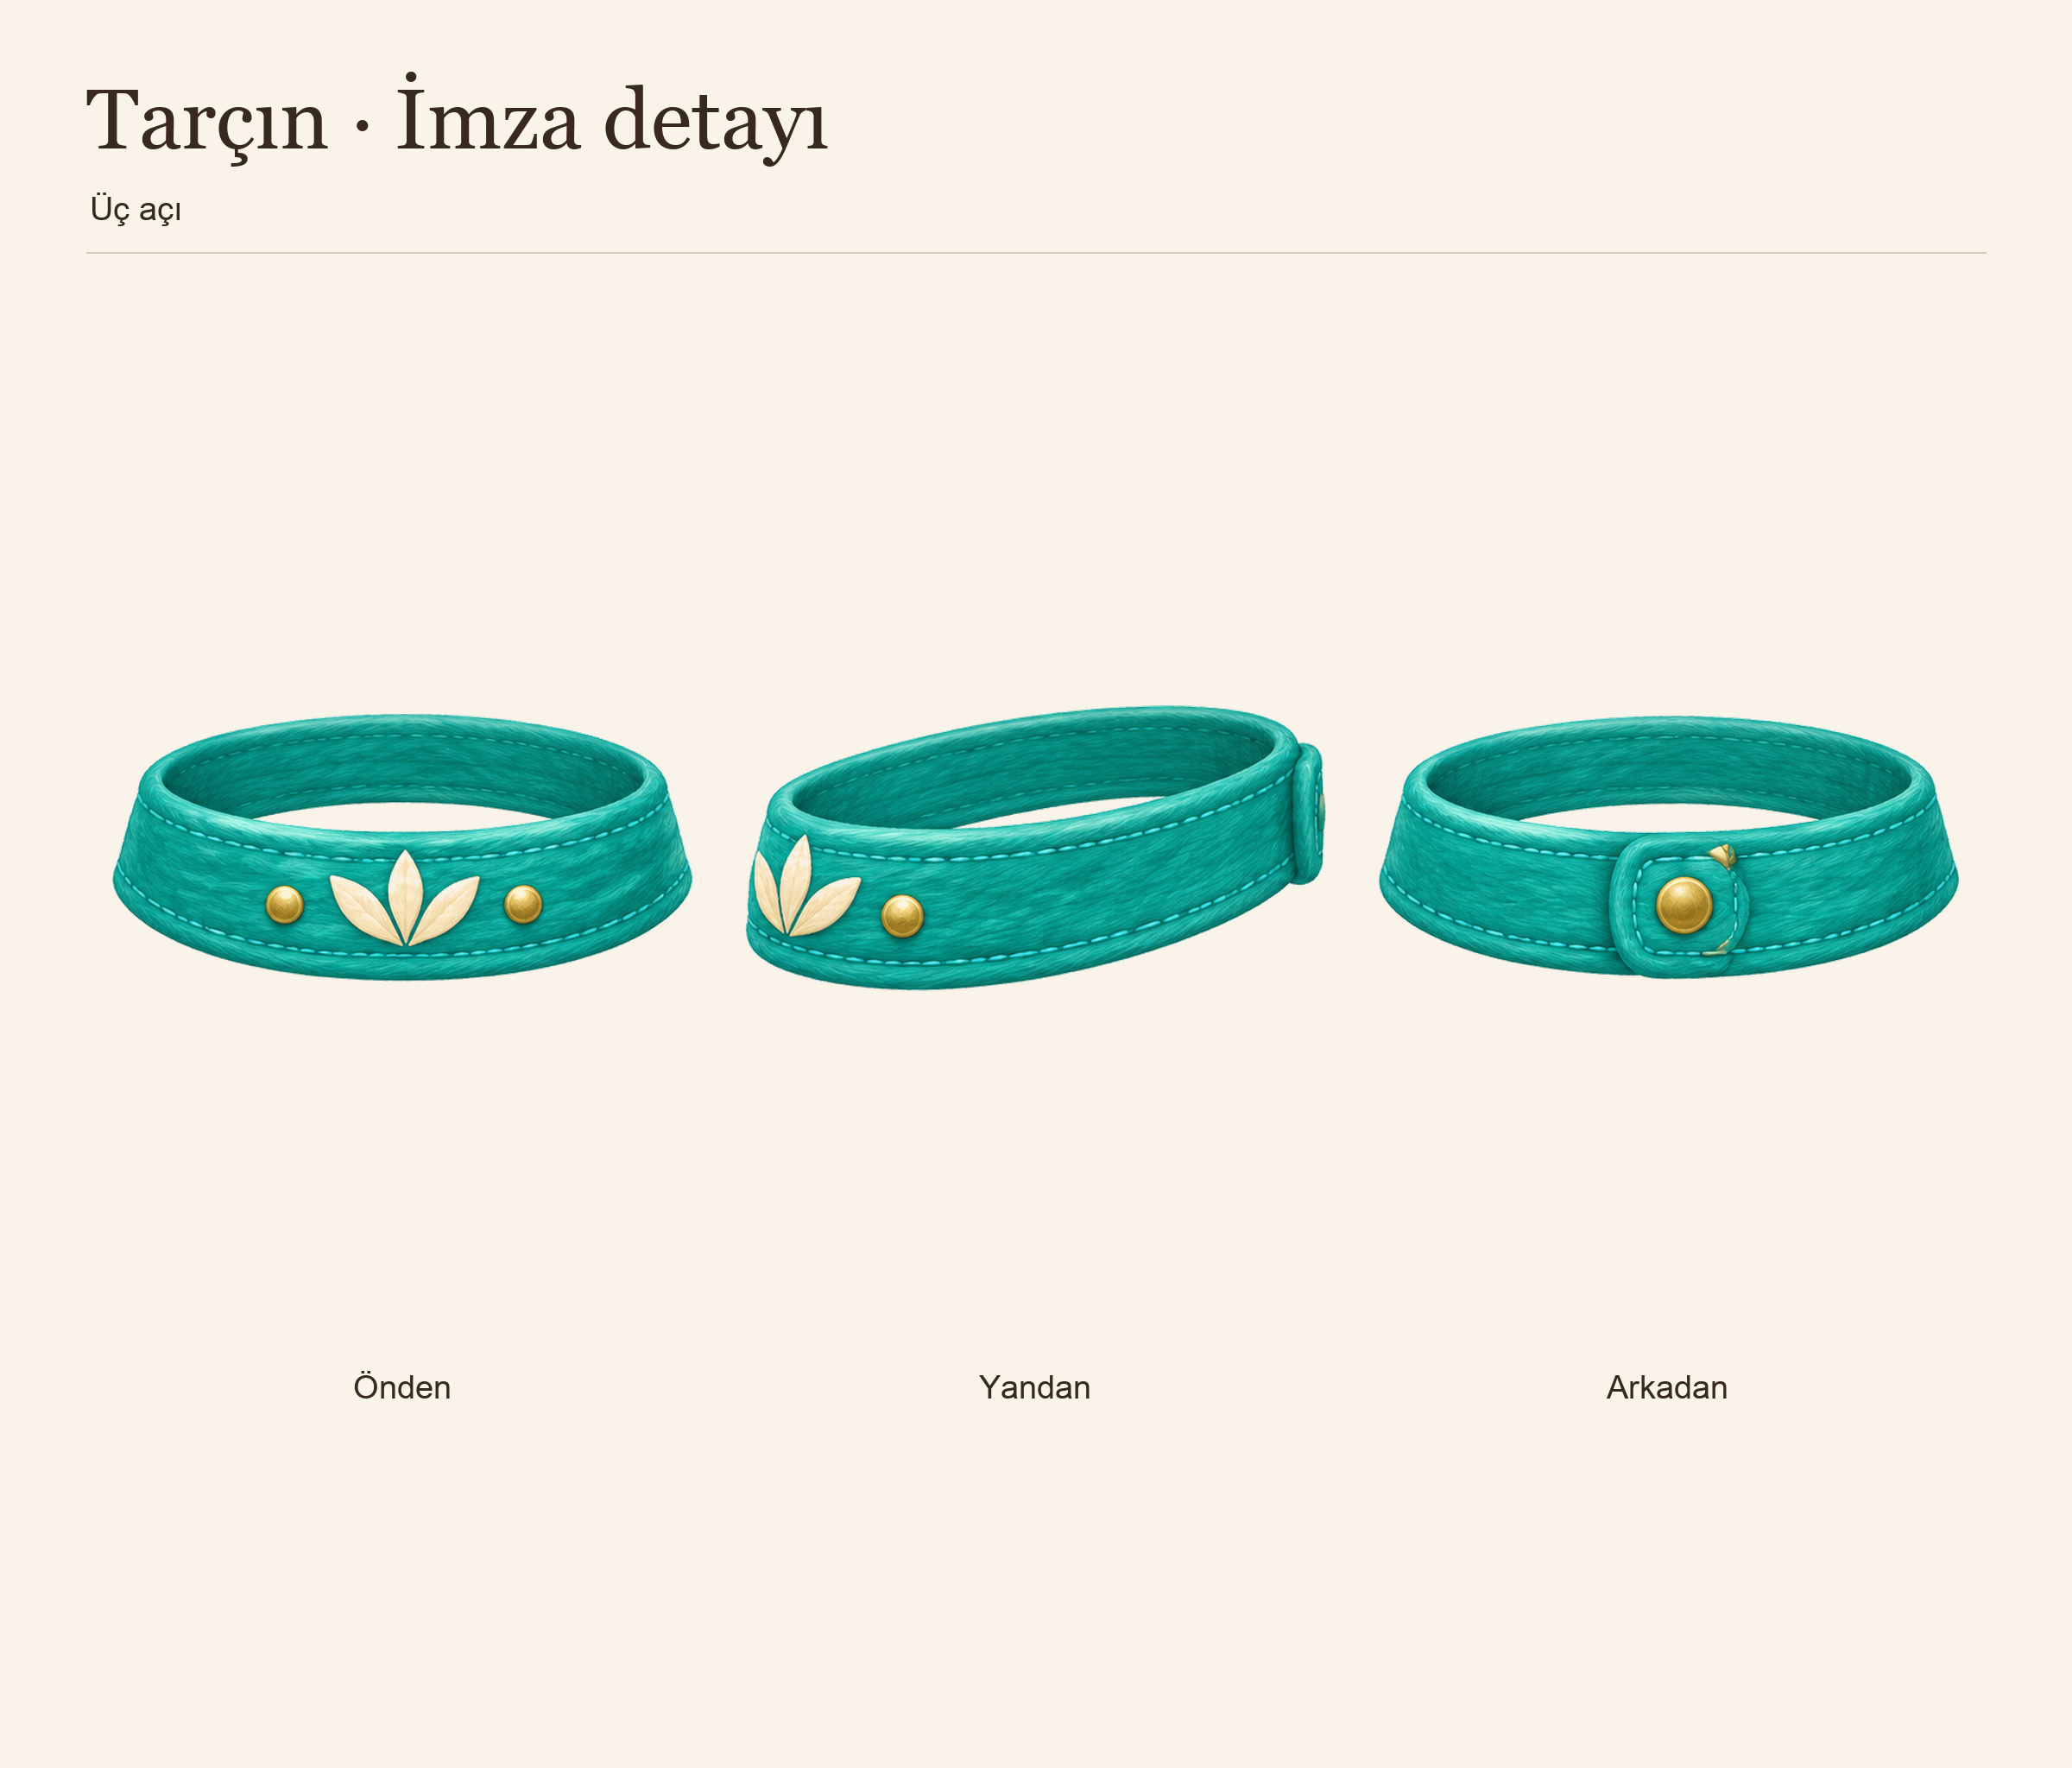 Tarçın · İmza detayı
Üç açı
Önden
Yandan
Arkadan